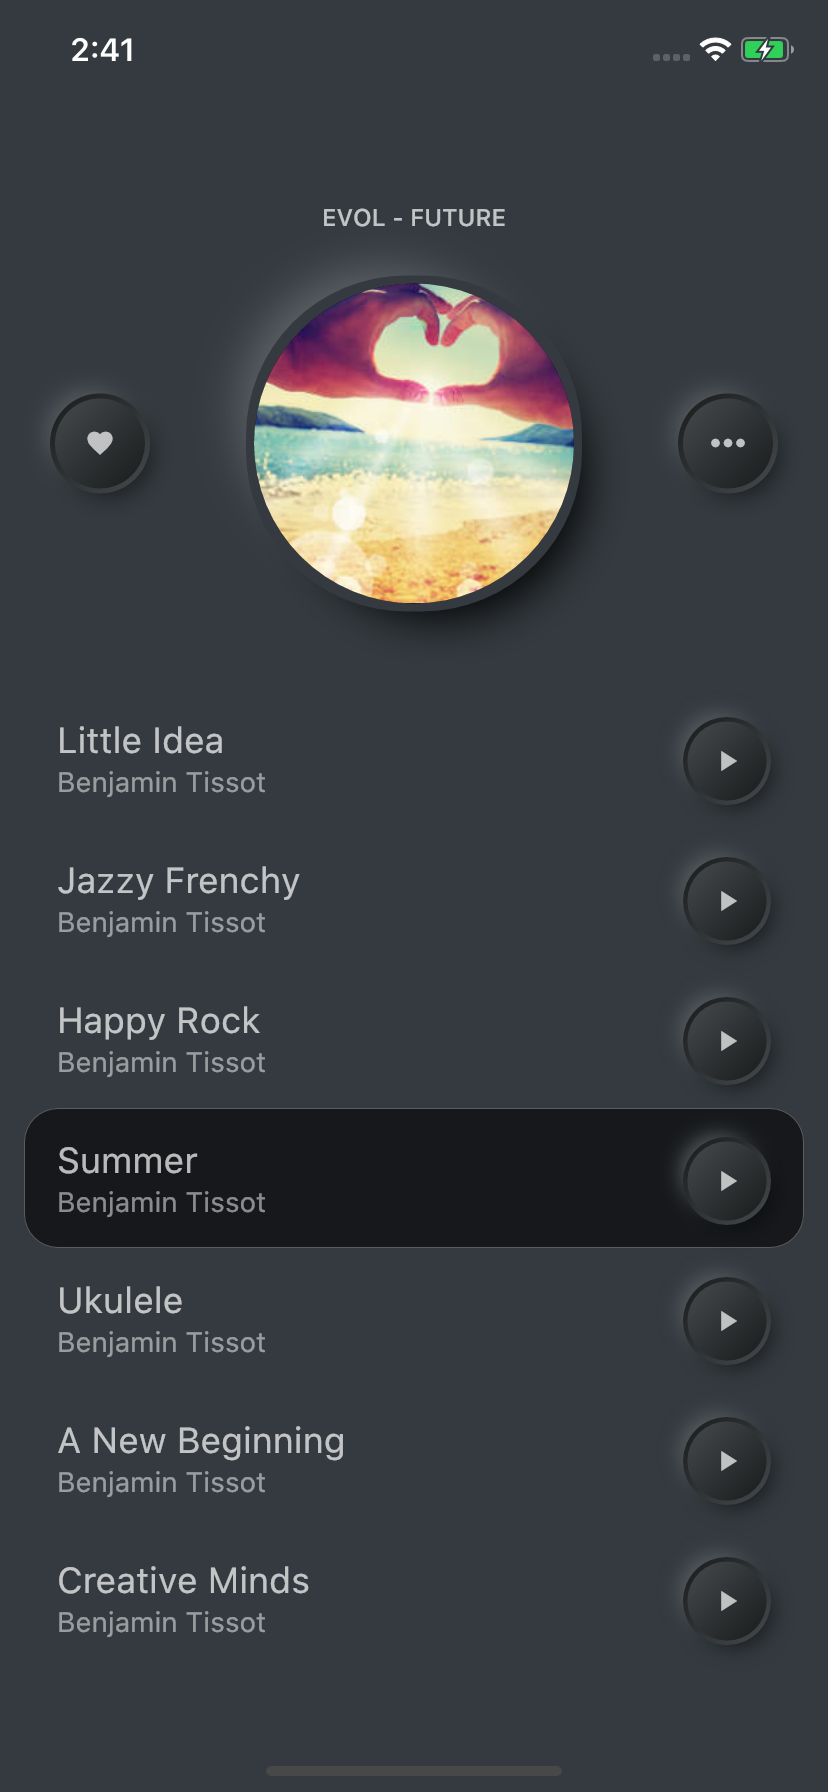 2:41
EVOL - FUTURE
Little Idea
Benjamin Tissot
Jazzy Frenchy
Benjamin Tissot
Happy Rock
Benjamin Tissot
Summer
Benjamin Tissot
Ukulele
Benjamin Tissot
A New Beginning
Benjamin Tissot
Creative Minds
Benjamin Tissot